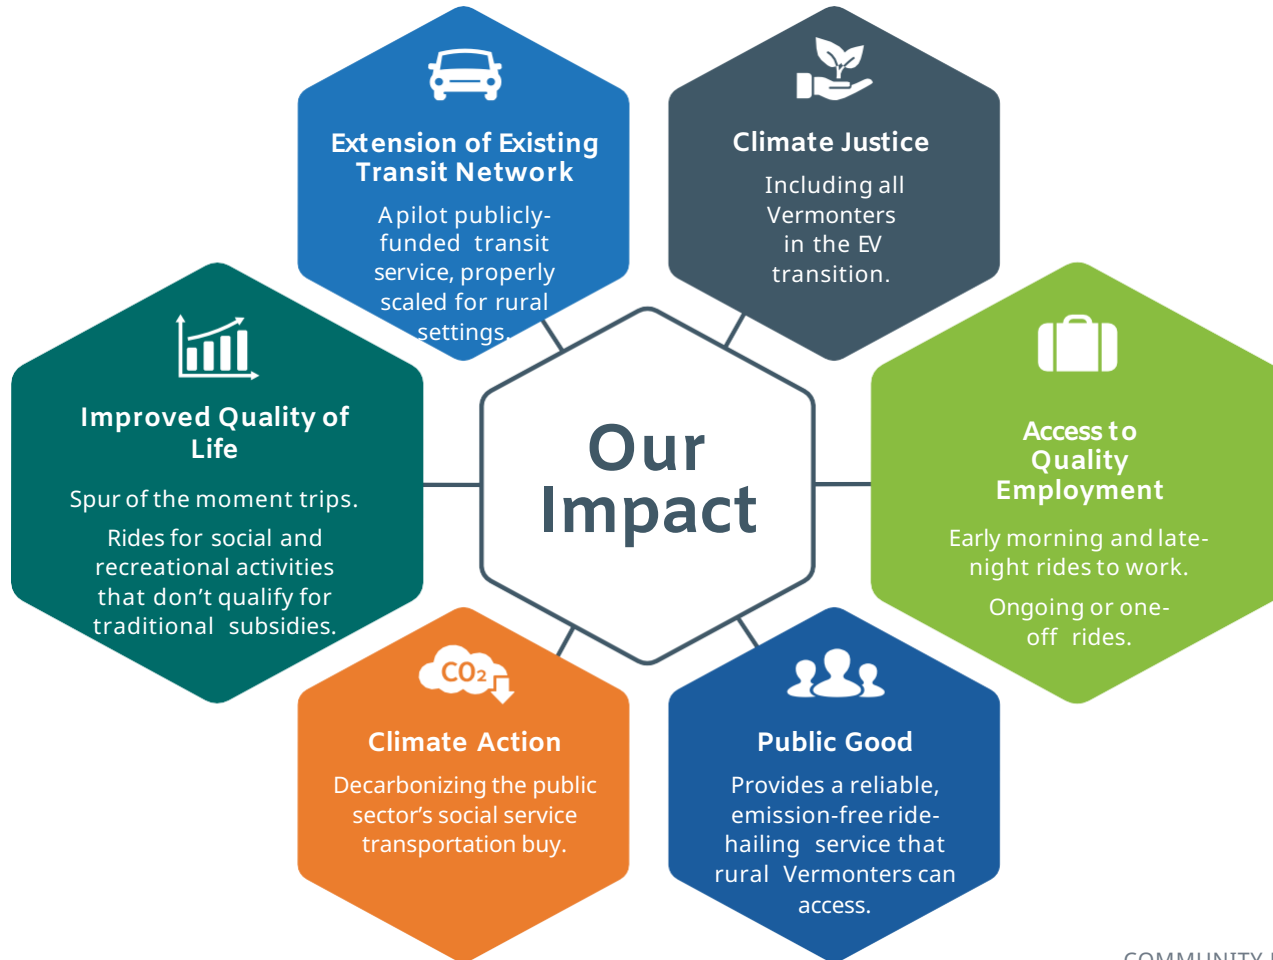 Extension of Existing
Transit Network
A pilot publicly-
funded transit
service, properly
scaled for rural
settings.
Climate Justice
Including all
Vermonters
in the EV
transition.
Improved Quality of
Life
Spur of the moment trips.
Rides for social and
recreational activities
that don’t qualify for
traditional subsidies.
Our
Impact
Access to
Quality
Employment
Early morning and late-
night rides to work.
Ongoing or one-
off rides.
CO2
Climate Action
Decarbonizing the public
sector’s social service
transportation buy.
Public Good
Provides a reliable,
emission-free ride-
hailing service that
rural Vermonters can
access.
COMMUNITY